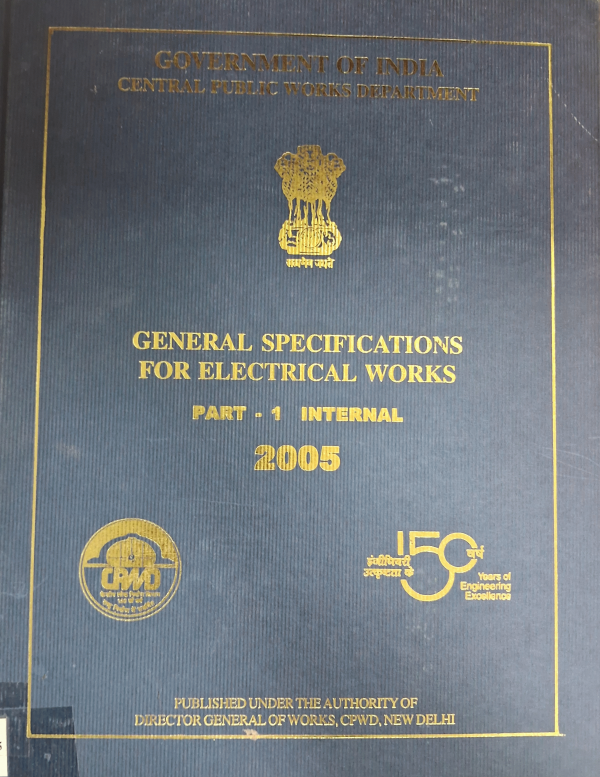 GOVERNMENT OF INDIA
CENTRAL PUBLIC WORKS DEPARTMENT
सत्यमेव जयते
GENERAL SPECIFICATIONS
FOR ELECTRICAL WORKS
PART - 1 INTERNAL
2005
CPWD
150 वर्ष
इंजीनियरी
उत्कृष्टता के
Years of
Engineering
Excellence
PUBLISHED UNDER THE AUTHORITY OF
DIRECTOR GENERAL OF WORKS, CPWD, NEW DELHI